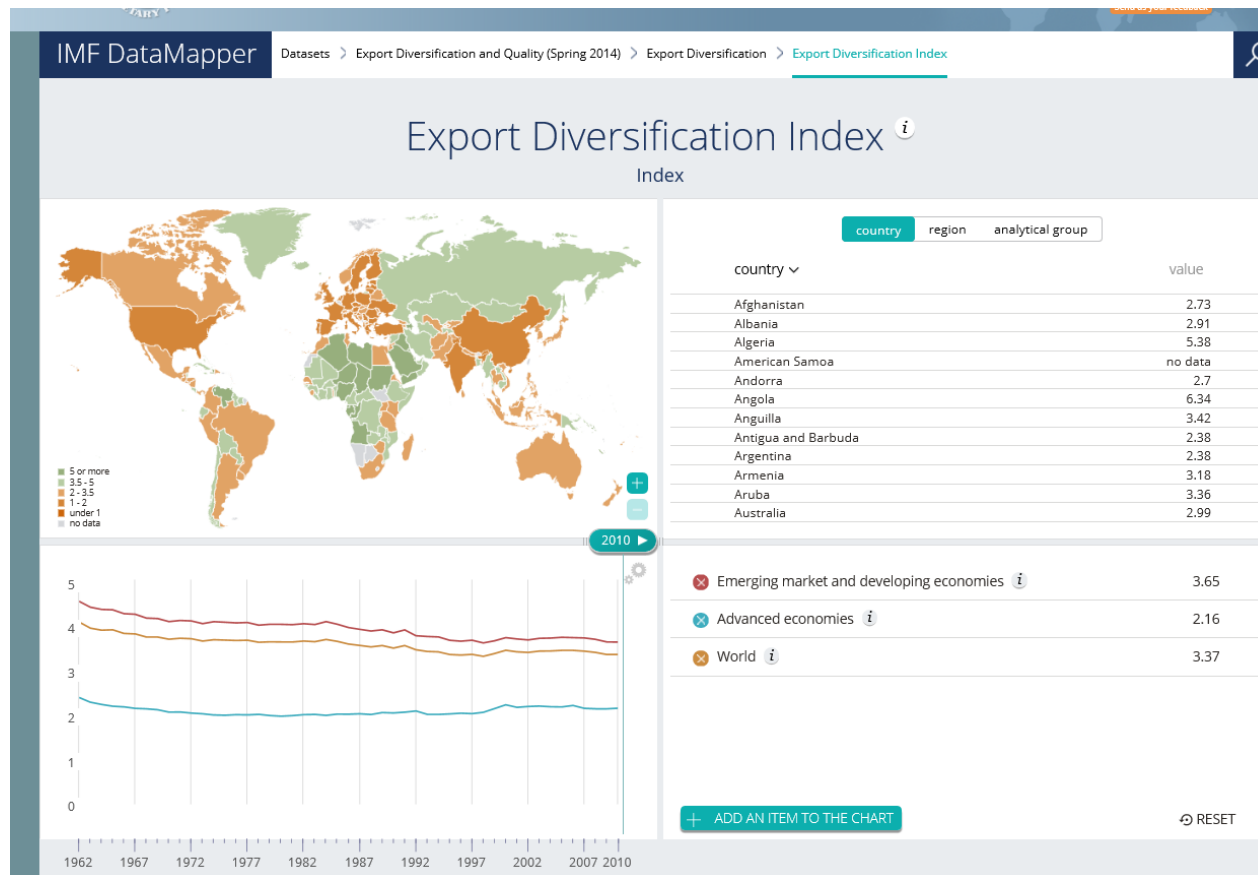 TARY
Send us your feedback
IMF DataMapper
Datasets > Export Diversification and Quality (Spring 2014) > Export Diversification > Export Diversification Index
Export Diversification Index i
Index
5 or more
3.5 - 5
2 - 3.5
1 - 2
under 1
no data
country region analytical group
country value
Afghanistan 2.73
Albania 2.91
Algeria 5.38
American Samoa no data
Andorra 2.7
Angola 6.34
Anguilla 3.42
Antigua and Barbuda 2.38
Argentina 2.38
Armenia 3.18
Aruba 3.36
Australia 2.99
2010
5
4
3
2
1
0
1962 1967 1972 1977 1982 1987 1992 1997 2002 2007 2010
Emerging market and developing economies i 3.65
Advanced economies i 2.16
World i 3.37
+ ADD AN ITEM TO THE CHART
RESET